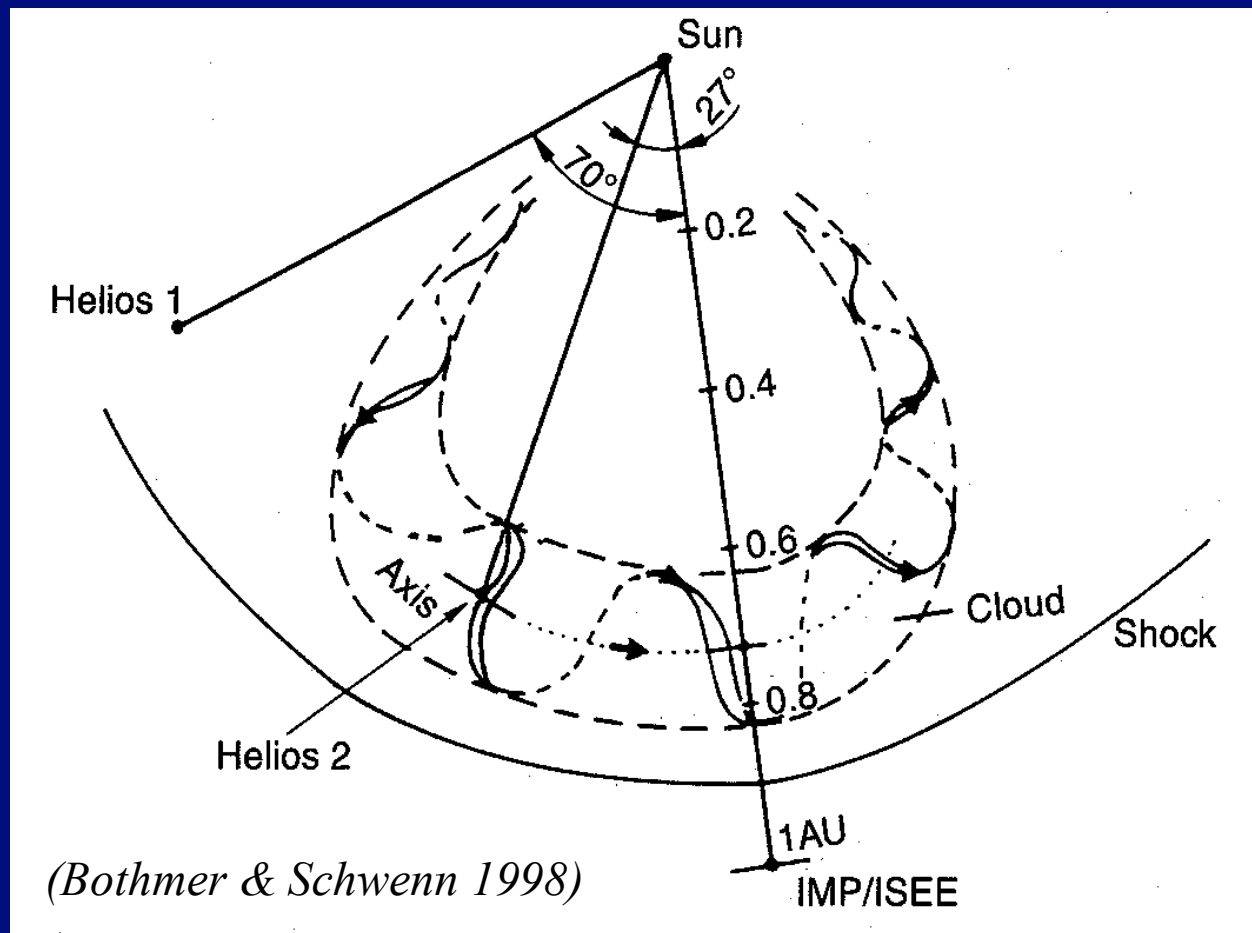 Sun
27°
70°
0.2
Helios 1
0.4
0.6
Axis
Cloud
Shock
0.8
Helios 2
1AU
IMP/ISEE
(Bothmer & Schwenn 1998)